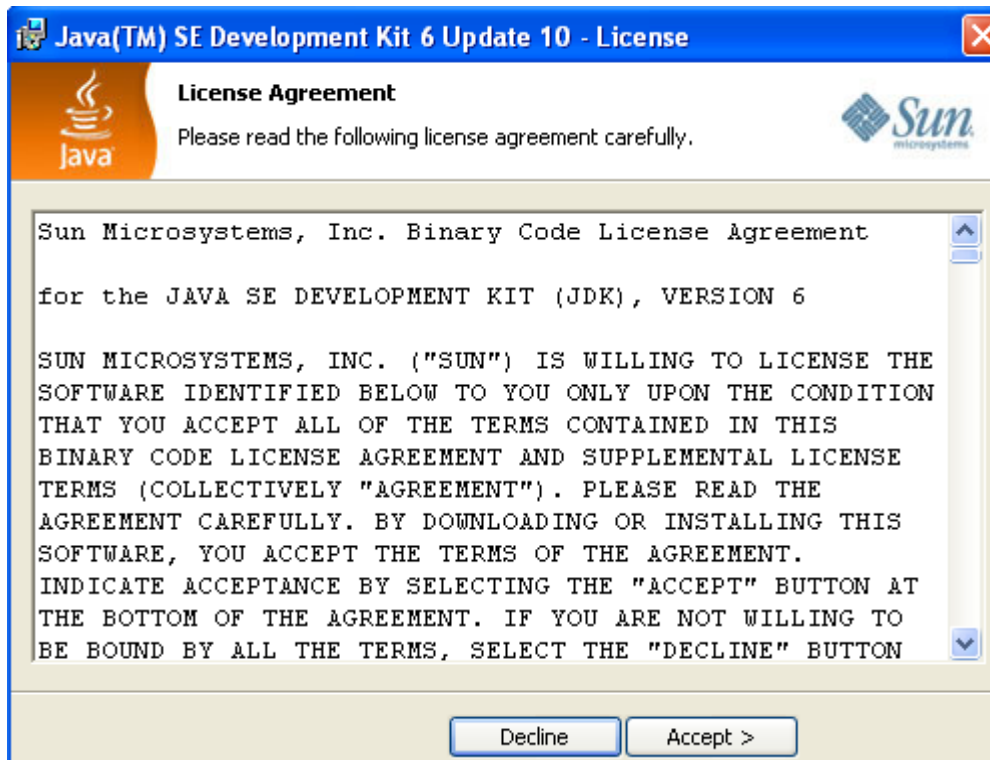 Java(TM) SE Development Kit 6 Update 10 - License
License Agreement
Please read the following license agreement carefully.
Java
Sun
microsystems
Sun Microsystems, Inc. Binary Code License Agreement
for the JAVA SE DEVELOPMENT KIT (JDK), VERSION 6
SUN MICROSYSTEMS, INC. ("SUN") IS WILLING TO LICENSE THE
SOFTWARE IDENTIFIED BELOW TO YOU ONLY UPON THE CONDITION
THAT YOU ACCEPT ALL OF THE TERMS CONTAINED IN THIS
BINARY CODE LICENSE AGREEMENT AND SUPPLEMENTAL LICENSE
TERMS (COLLECTIVELY "AGREEMENT"). PLEASE READ THE
AGREEMENT CAREFULLY. BY DOWNLOADING OR INSTALLING THIS
SOFTWARE, YOU ACCEPT THE TERMS OF THE AGREEMENT.
INDICATE ACCEPTANCE BY SELECTING THE "ACCEPT" BUTTON AT
THE BOTTOM OF THE AGREEMENT. IF YOU ARE NOT WILLING TO
BE BOUND BY ALL THE TERMS, SELECT THE "DECLINE" BUTTON
Decline
Accept >